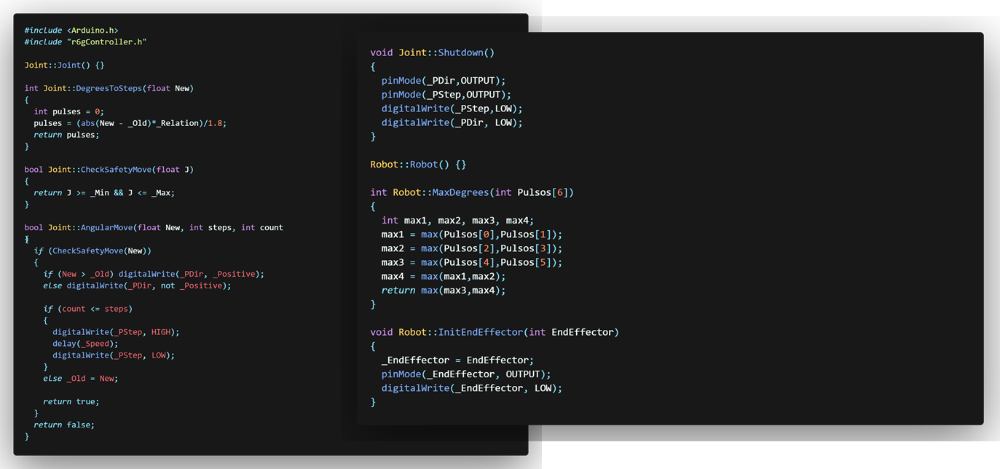 #include <Arduino.h>
#include "r6gController.h"
Joint::Joint() {}
int Joint::DegreesToSteps(float New)
{
int pulses = 0;
pulses = (abs(New - _Old)*_Relation)/1.8;
return pulses;
}
bool Joint::CheckSafetyMove(float J)
{
return J >= _Min && J <= _Max;
}
bool Joint::AngularMove(float New, int steps, int count
{
if (CheckSafetyMove(New))
{
if (New > _Old) digitalWrite(_PDir, _Positive);
else digitalWrite(_PDir, not _Positive);
if (count <= steps)
{
digitalWrite(_PStep, HIGH);
delay(_Speed);
digitalWrite(_PStep, LOW);
}
else _Old = New;
return true;
}
return false;
}
void Joint::Shutdown()
{
pinMode(_PDir,OUTPUT);
pinMode(_PStep,OUTPUT);
digitalWrite(_PStep,LOW);
digitalWrite(_PDir, LOW);
}
Robot::Robot() {}
int Robot::MaxDegrees(int Pulsos[6])
{
int max1, max2, max3, max4;
max1 = max(Pulsos[0],Pulsos[1]);
max2 = max(Pulsos[2],Pulsos[3]);
max3 = max(Pulsos[4],Pulsos[5]);
max4 = max(max1,max2);
return max(max3,max4);
}
void Robot::InitEndEffector(int EndEffector)
{
_EndEffector = EndEffector;
pinMode(_EndEffector, OUTPUT);
digitalWrite(_EndEffector, LOW);
}